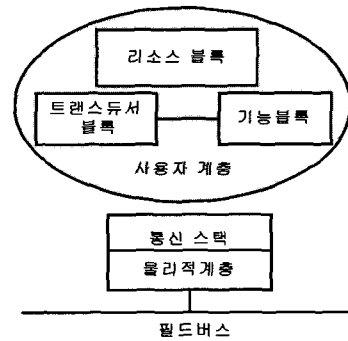 리소스 블록
트랜스듀서
블록
기능블록
사용자 계층
통신 스택
물리적계층
필드버스